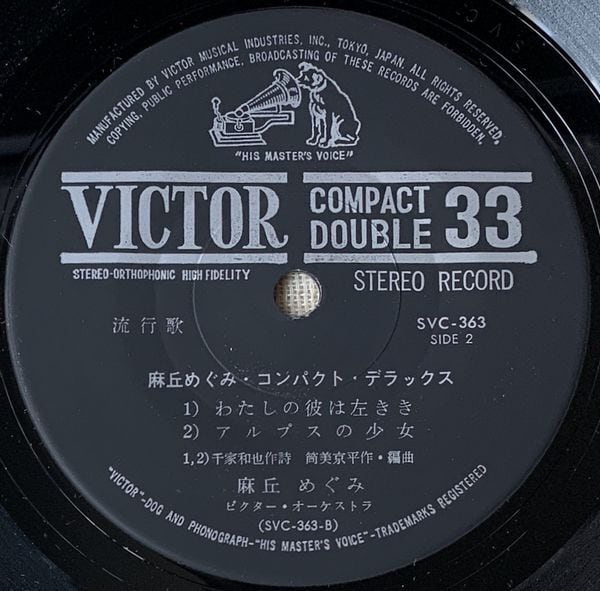 MANUFACTURED BY VICTOR MUSICAL INDUSTRIES, INC., TOKYO, JAPAN. ALL RIGHTS RESERVED.
COPYING, PUBLIC PERFORMANCE, BROADCASTING OF THESE RECORDS ARE FORBIDDEN.
"HIS MASTER'S VOICE"
VICTOR
COMPACT
DOUBLE
33
STEREO-ORTHOPHONIC HIGH FIDELITY
STEREO RECORD
流行歌
SVC-363
SIDE 2
麻丘めぐみ・コンパクト・デラックス
1) わたしの彼は左きき
2) アルプスの少女
1,2)千家和也作詩 筒美京平作・編曲
麻丘 めぐみ
ビクター・オーケストラ
(SVC-363-B)
"VICTOR"-DOG AND PHONOGRAPH-"HIS MASTER'S VOICE"-TRADEMARKS REGISTERED
S V C